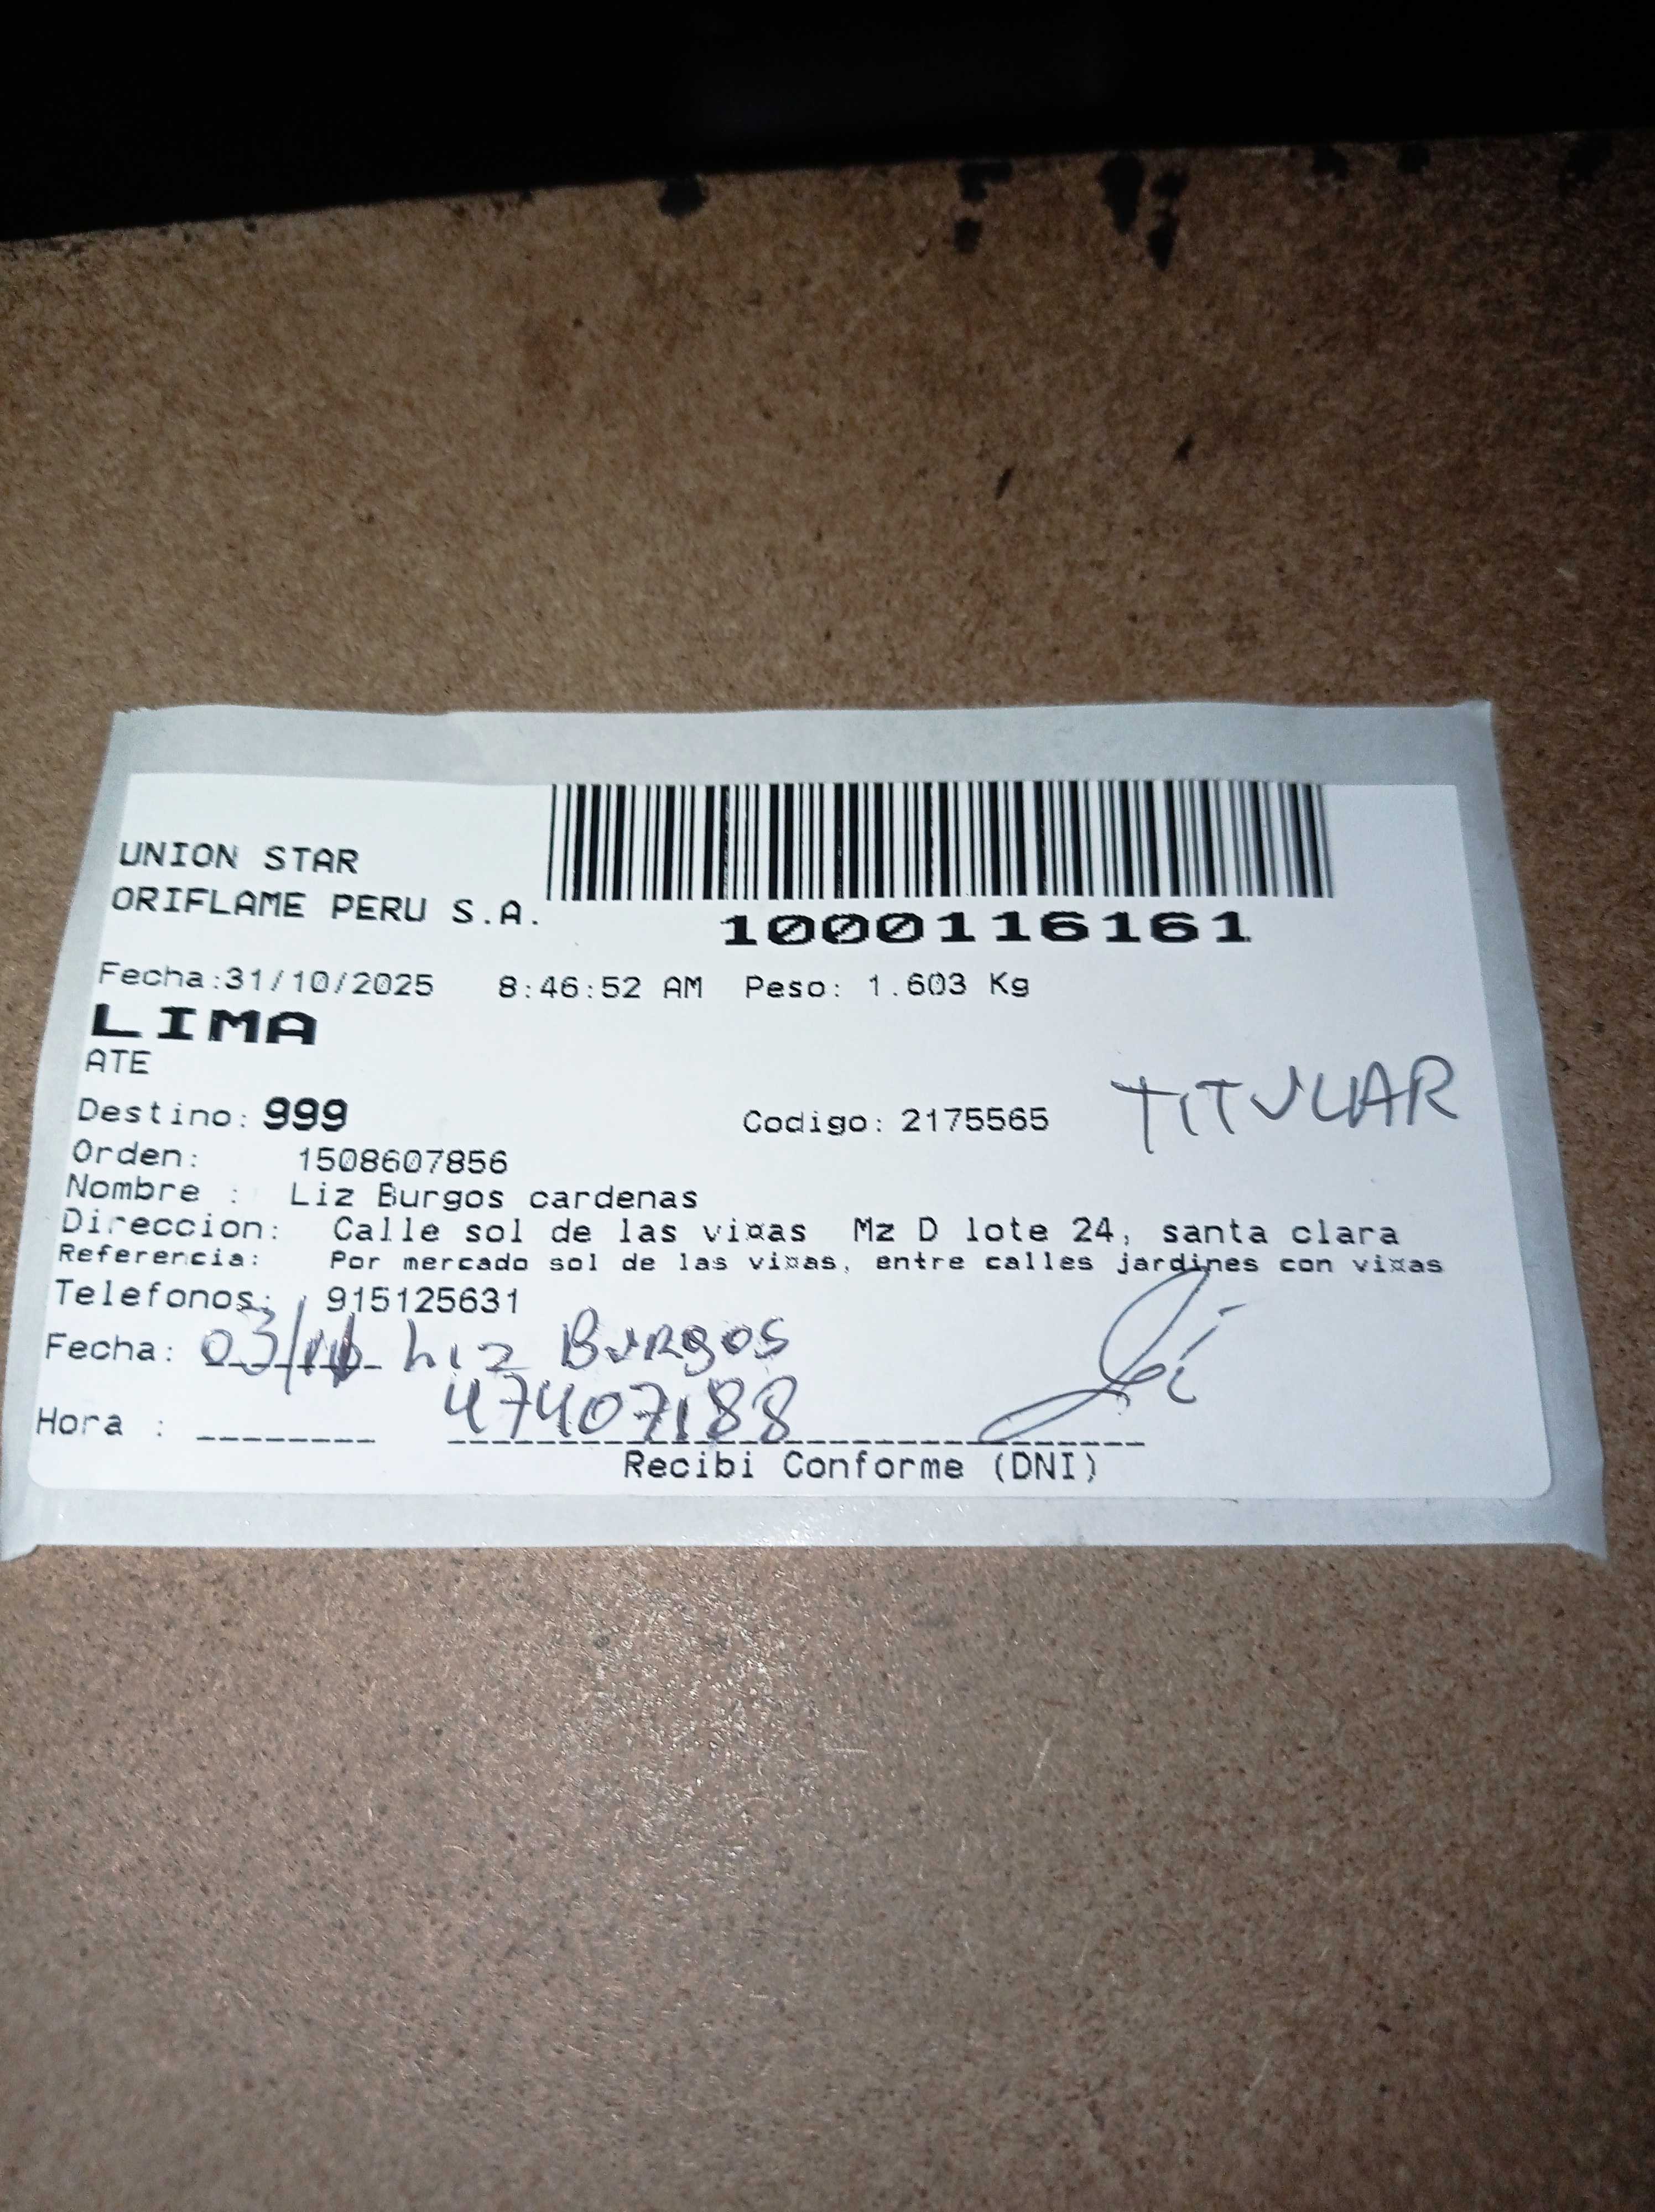 UNION STAR
ORIFLAME PERU S.A.
1000116161
Fecha:31/10/2025 8:46:52 AM Peso: 1.603 Kg
LIMA
ATE
Destino: 999 Codigo: 2175565 TITULAR
Orden: 1508607856
Nombre : Liz Burgos cardenas
Direccion: Calle sol de las vi¤as Mz D lote 24, santa clara
Referencia: Por mercado sol de las vi¤as, entre calles jardines con vi¤as
Telefonos: 915125631
Fecha: 03/11 Liz Burgos
Hora : 47407188
Recibi Conforme (DNI)